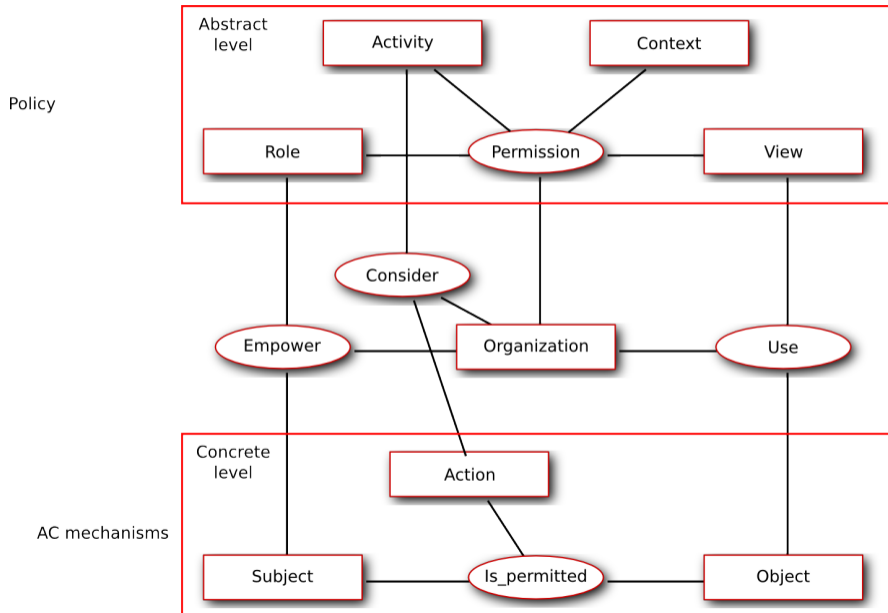 Abstract
level
Activity
Context
Policy
Role
Permission
View
Consider
Empower
Organization
Use
Concrete
level
Action
AC mechanisms
Subject
Is_permitted
Object